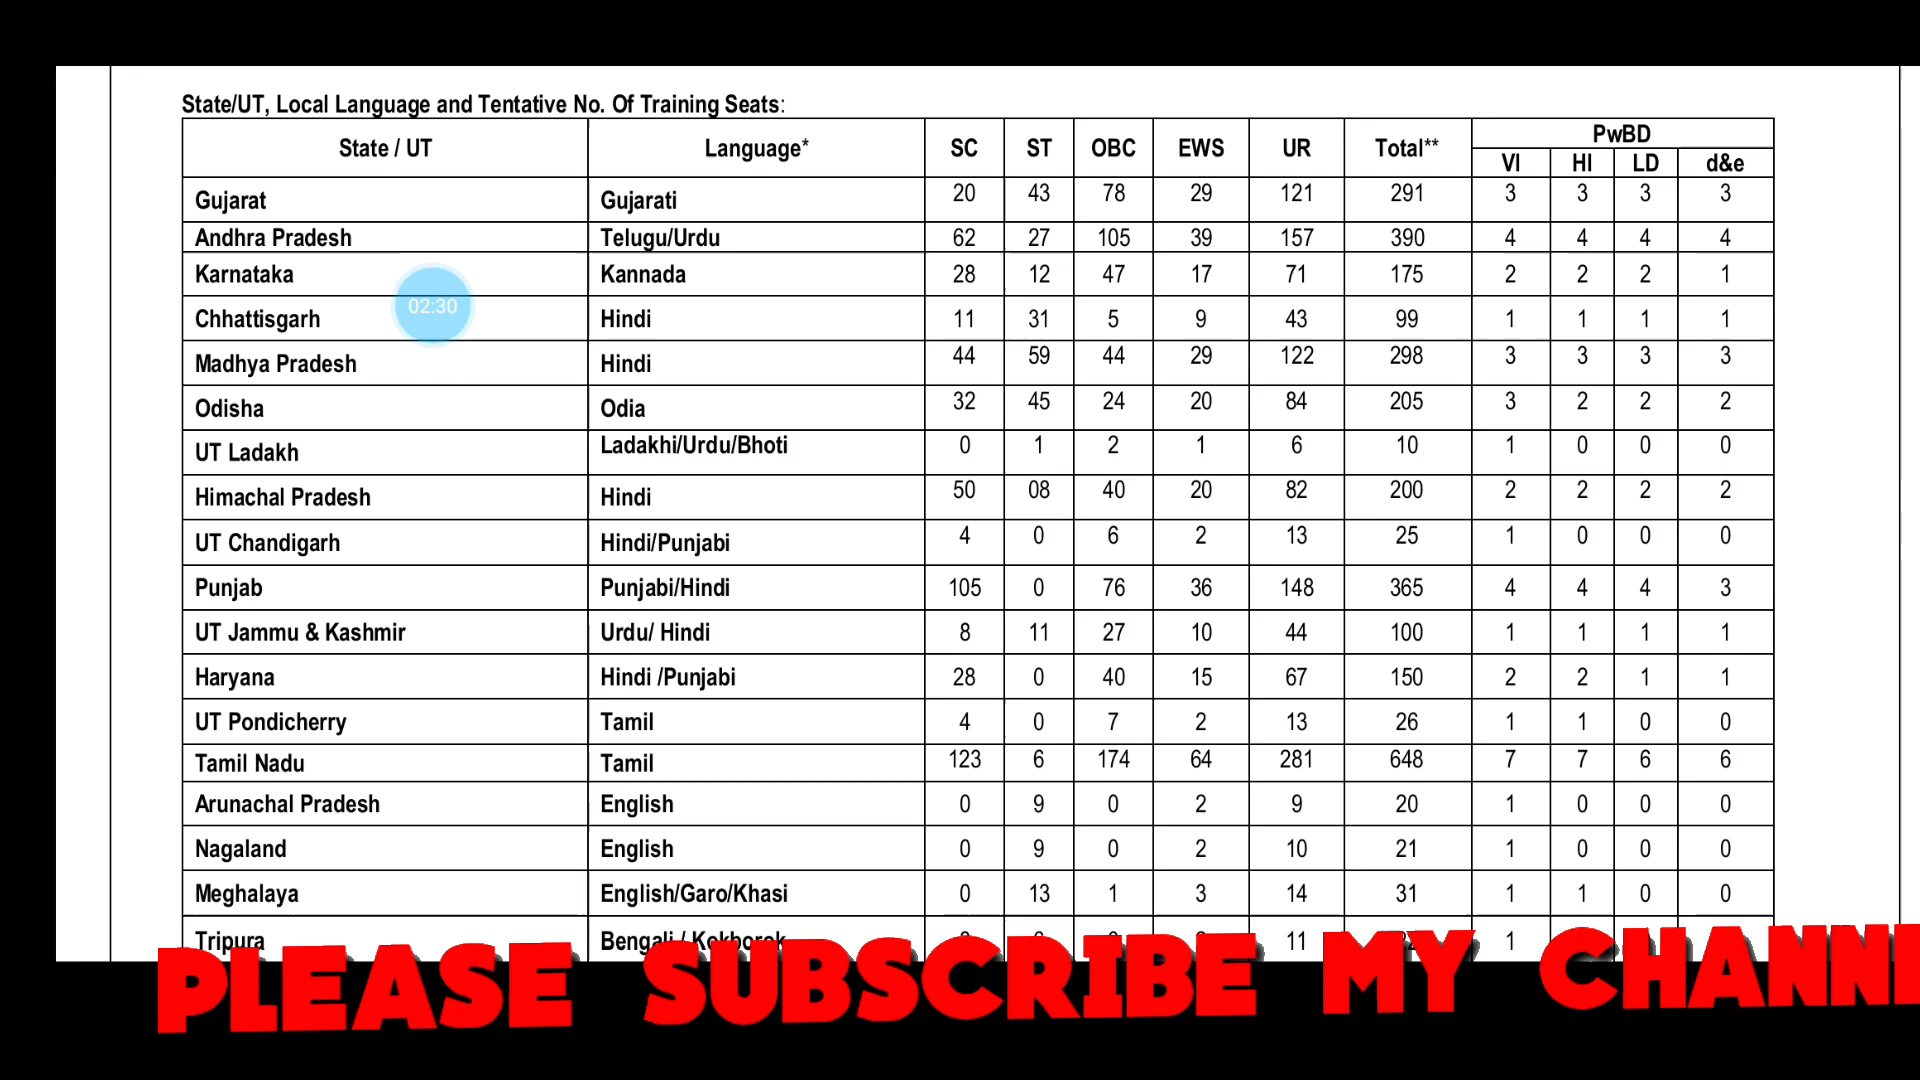 State/UT, Local Language and Tentative No. Of Training Seats:
State / UT Language* SC ST OBC EWS UR Total** PwBD
VI HI LD d&e
Gujarat Gujarati 20 43 78 29 121 291 3 3 3 3
Andhra Pradesh Telugu/Urdu 62 27 105 39 157 390 4 4 4 4
Karnataka Kannada 28 12 47 17 71 175 2 2 2 1
02:30
Chhattisgarh Hindi 11 31 5 9 43 99 1 1 1 1
Madhya Pradesh Hindi 44 59 44 29 122 298 3 3 3 3
Odisha Odia 32 45 24 20 84 205 3 2 2 2
UT Ladakh Ladakhi/Urdu/Bhoti 0 1 2 1 6 10 1 0 0 0
Himachal Pradesh Hindi 50 08 40 20 82 200 2 2 2 2
UT Chandigarh Hindi/Punjabi 4 0 6 2 13 25 1 0 0 0
Punjab Punjabi/Hindi 105 0 76 36 148 365 4 4 4 3
UT Jammu & Kashmir Urdu/ Hindi 8 11 27 10 44 100 1 1 1 1
Haryana Hindi /Punjabi 28 0 40 15 67 150 2 2 1 1
UT Pondicherry Tamil 4 0 7 2 13 26 1 1 0 0
Tamil Nadu Tamil 123 6 174 64 281 648 7 7 6 6
Arunachal Pradesh English 0 9 0 2 9 20 1 0 0 0
Nagaland English 0 9 0 2 10 21 1 0 0 0
Meghalaya English/Garo/Khasi 0 13 1 3 14 31 1 1 0 0
Tripura Bengali / Kokborok 11 1
PLEASE SUBSCRIBE MY CHANN